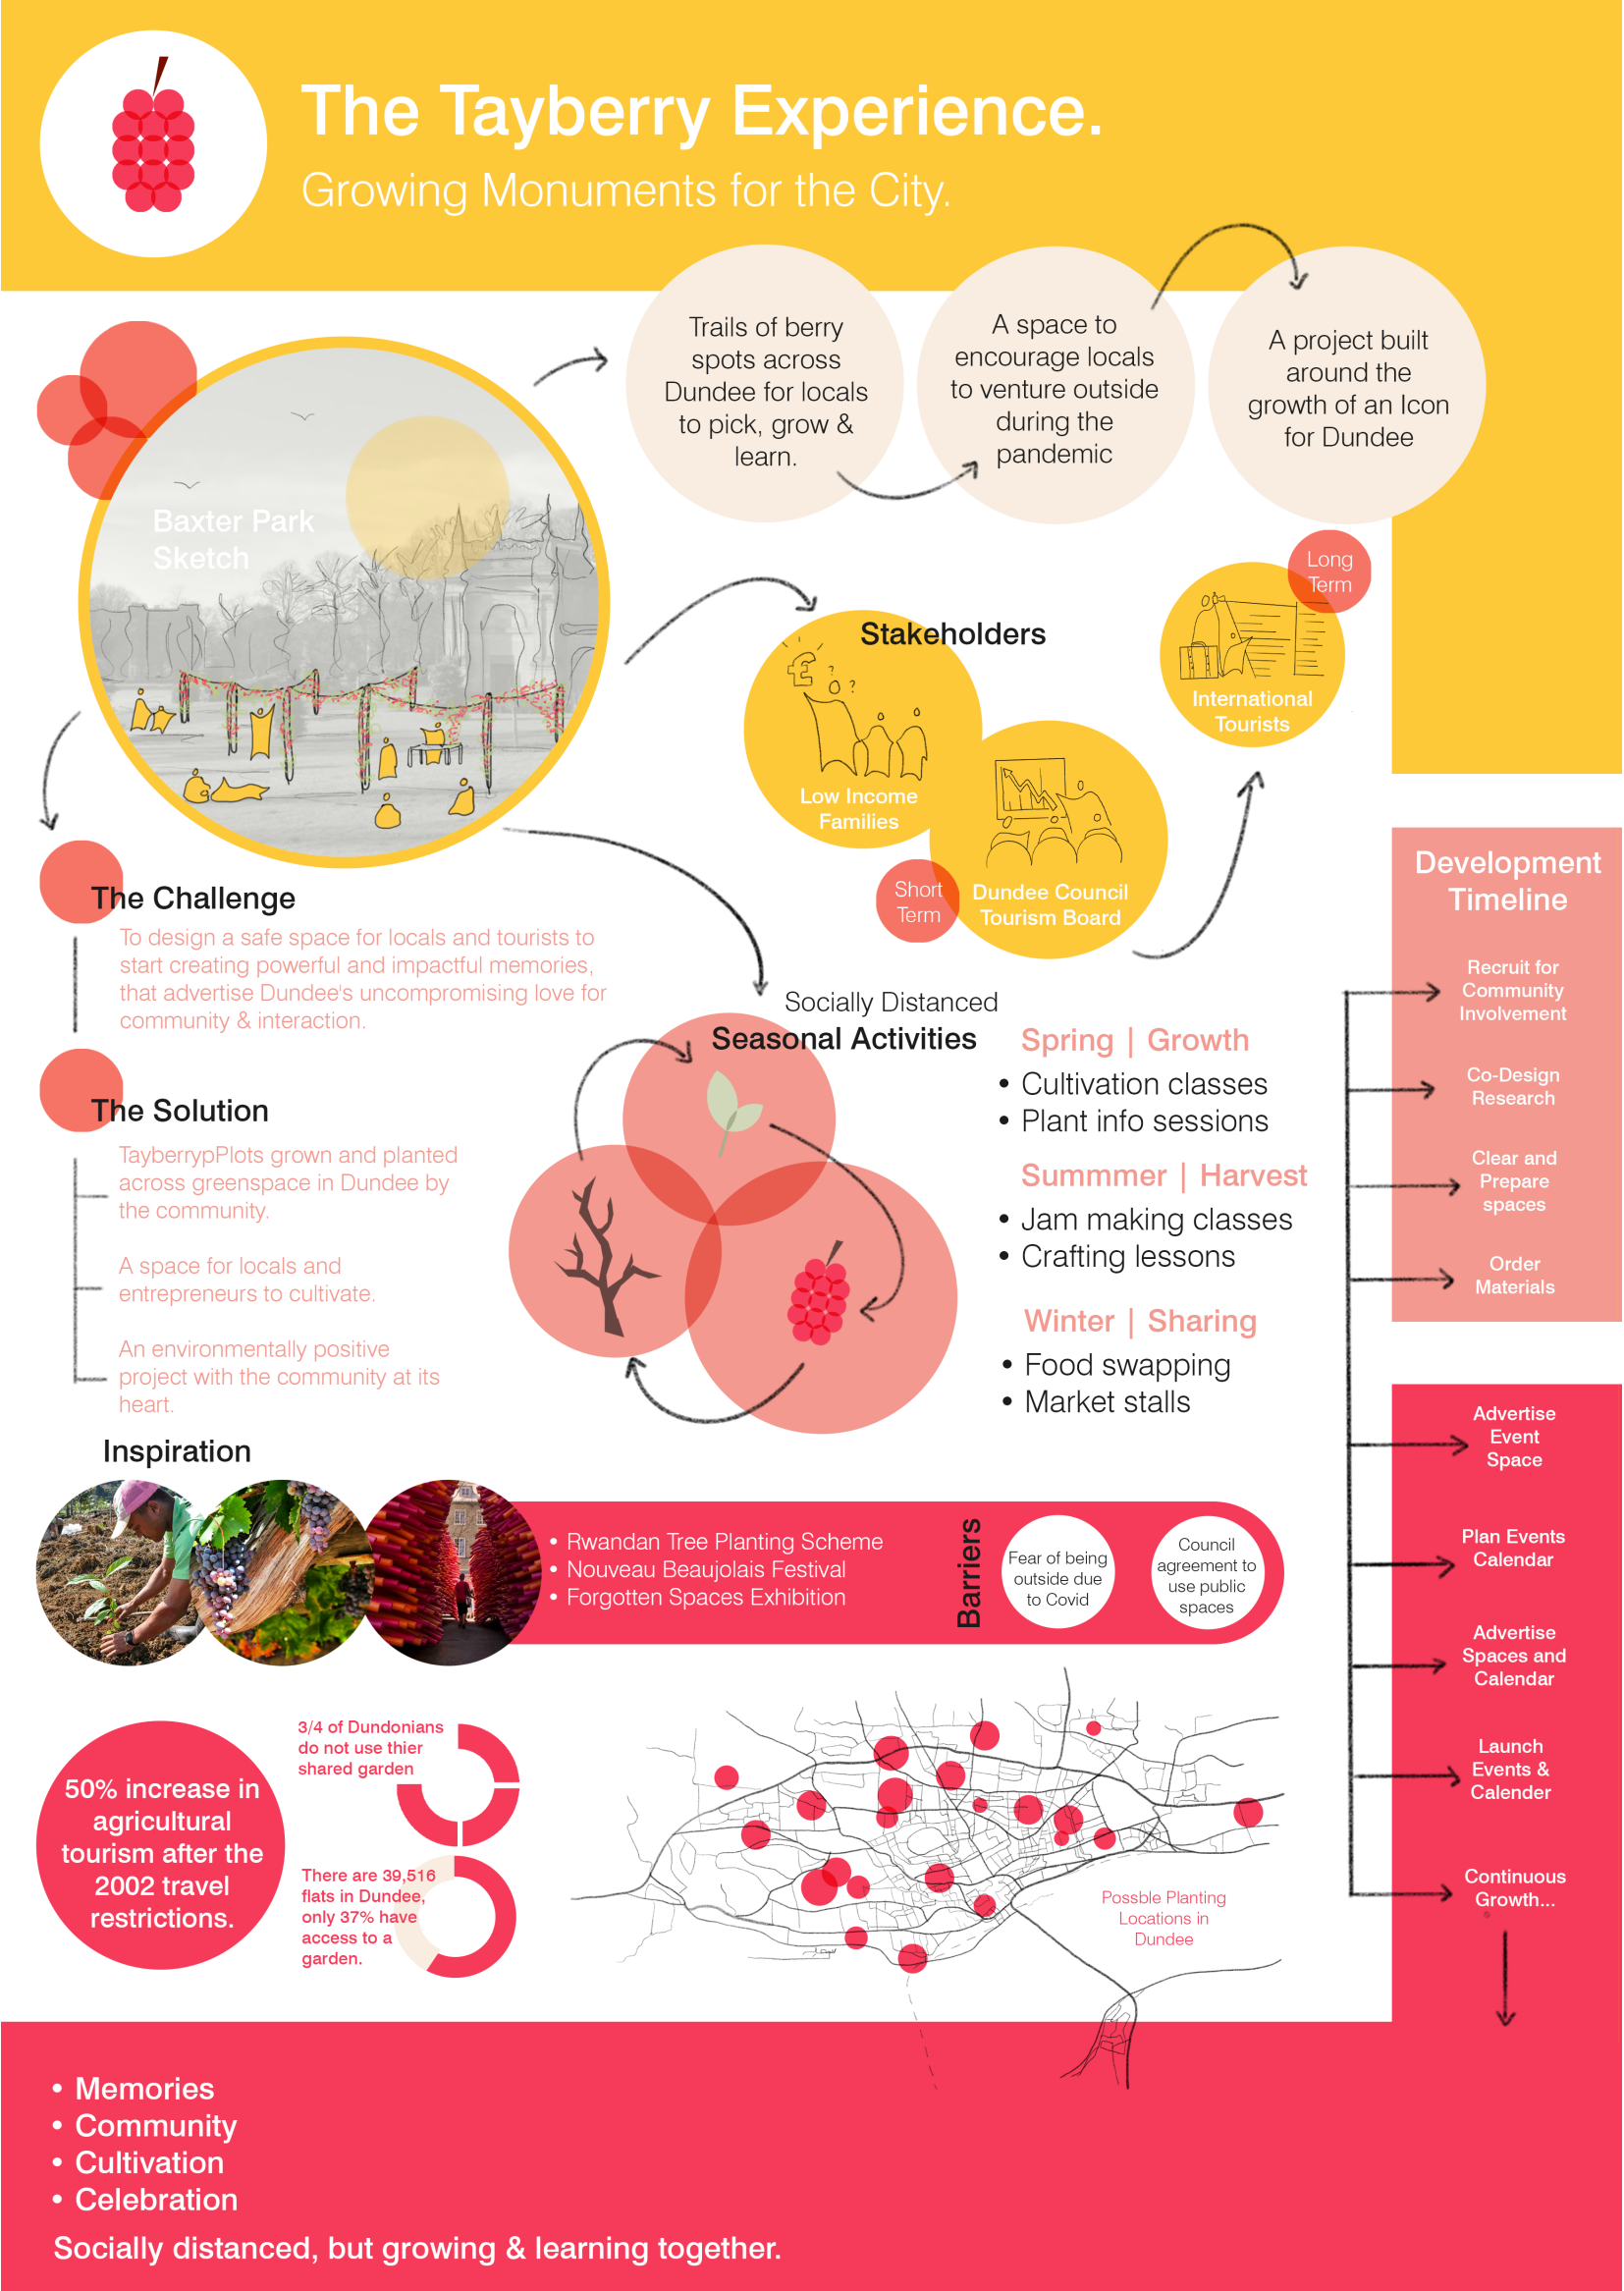 The Tayberry Experience.
Growing Monuments for the City.
Trails of berry
spots across
Dundee for locals
to pick, grow &
learn.
A space to
encourage locals
to venture outside
during the
pandemic
A project built
around the
growth of an Icon
for Dundee
Baxter Park
Sketch
Stakeholders
£
? ?
Low Income
Families
Short
Term
Dundee Council
Tourism Board
Long
Term
International
Tourists
The Challenge
To design a safe space for locals and tourists to
start creating powerful and impactful memories,
that advertise Dundee's uncompromising love for
community & interaction.
The Solution
TayberrypPlots grown and planted
across greenspace in Dundee by
the community.
A space for locals and
entrepreneurs to cultivate.
An environmentally positive
project with the community at its
heart.
Socially Distanced
Seasonal Activities
Spring | Growth
• Cultivation classes
• Plant info sessions
Summmer | Harvest
• Jam making classes
• Crafting lessons
Winter | Sharing
• Food swapping
• Market stalls
Development
Timeline
Recruit for
Community
Involvement
Co-Design
Research
Clear and
Prepare
spaces
Order
Materials
Advertise
Event
Space
Plan Events
Calendar
Advertise
Spaces and
Calendar
Launch
Events &
Calender
Continuous
Growth...
Inspiration
• Rwandan Tree Planting Scheme
• Nouveau Beaujolais Festival
• Forgotten Spaces Exhibition
Barriers
Fear of being
outside due
to Covid
Council
agreement to
use public
spaces
50% increase in
agricultural
tourism after the
2002 travel
restrictions.
3/4 of Dundonians
do not use thier
shared garden
There are 39,516
flats in Dundee,
only 37% have
access to a
garden.
Possble Planting
Locations in
Dundee
• Memories
• Community
• Cultivation
• Celebration
Socially distanced, but growing & learning together.